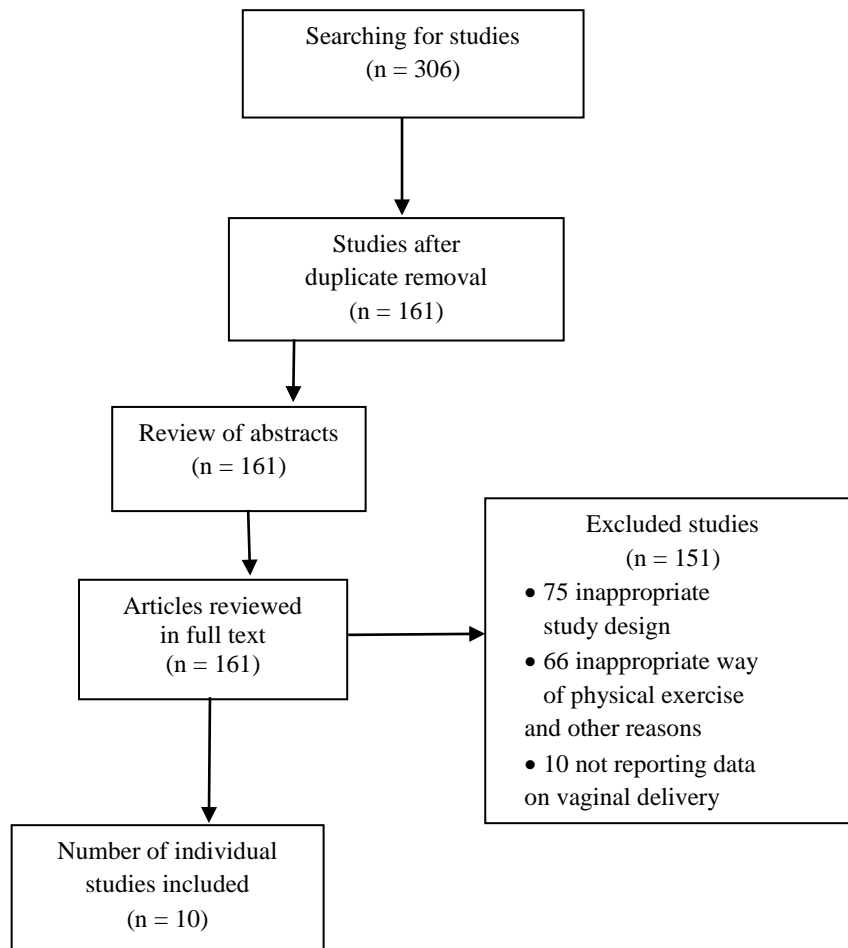 Searching for studies
(n = 306)
Studies after
duplicate removal
(n = 161)
Review of abstracts
(n = 161)
Articles reviewed
in full text
(n = 161)
Excluded studies
(n = 151)
• 75 inappropriate
study design
• 66 inappropriate way
of physical exercise
and other reasons
• 10 not reporting data
on vaginal delivery
Number of individual
studies included
(n = 10)